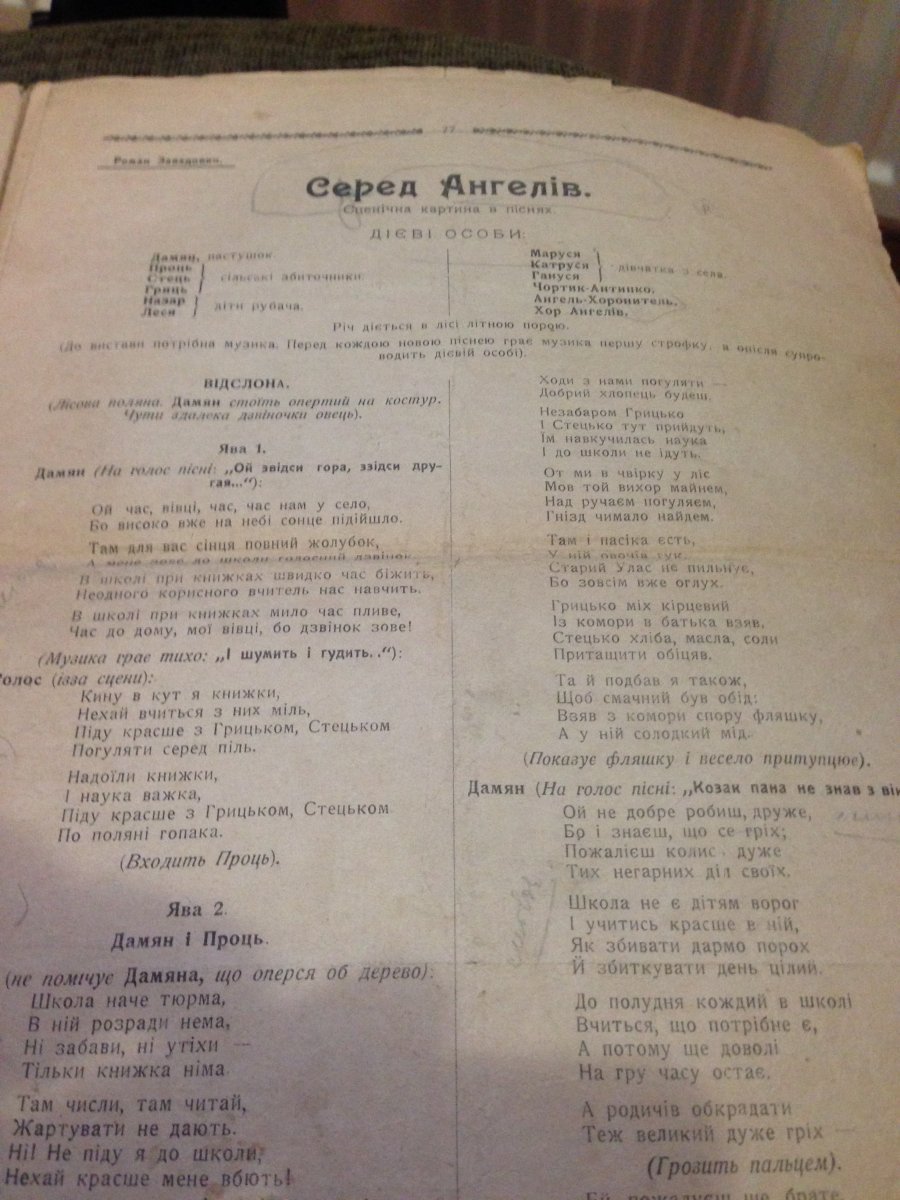 77
Роман Завадович.
Серед Ангелів.
Сценічна картина в піснях.
ДІЄВІ ОСОБИ:
Дамян, пастушок.
Проць
Стець
Гриць
сільські збиточники.
Назар
Леся
діти рубача.
Маруся
Катруся
Гануся
дівчатка з села.
Чортик-Антипко.
Ангель-Хоронитель.
Хор Ангелів.
Річ діється в лісі літною порою.
(До вистави потрібна музика. Перед кождою новою піснею грає музика першу строфку, а опісля супро-
водить дієвій особі).
ВІДСЛОНА.
(Лісова поляна. Дамян стоїть опертий на костур.
Чути здалека дзвіночки овець).
Ява 1.
Дамян (На голос пісні: „Ой звідси гора, ззідси дру-
гая..."):
Ой час, вівці, час, час нам у село,
Бо високо вже на небі сонце підійшло.
Там для вас сінця повний жолубок,
А мене зове до школи голосний дзвінок.
В школі при книжках швидко час біжить,
Неодного корисного вчитель нас навчить.
В школі при книжках мило час пливе,
Час до дому, мої вівці, бо дзвінок зове!
(Музика грає тихо: „І шумить і гудить..."):
Голос (ізза сцени):
Кину в кут я книжки,
Нехай вчиться з них міль,
Піду красше з Грицьком, Стецьком
Погуляти серед піль.
Надоїли книжки,
І наука важка,
Піду красше з Грицьком, Стецьком
По поляні гопака.
(Входить Проць).
Ява 2.
Дамян і Проць.
(не помічує Дамяна, що оперся об дерево):
Школа наче тюрма,
В ній розради нема,
Ні забави, ні утіхи —
Тільки книжка німа
Там числи, там читай,
Жартувати не дають.
Ні! Не піду я до школи,
Нехай красше мене вбють!
Ходи з нами погуляти —
Добрий хлопець будеш.
Незабаром Грицько
І Стецько тут прийдуть,
Їм навкучилась наука
І до школи не ідуть.
От ми в чвірку у ліс
Мов той вихор майнем,
Над ручаєм погуляєм,
Гнізд чимало найдем.
Там і пасіка єсть,
У ній овочів тук.
Старий Улас не пильнує,
Бо зовсім вже оглух.
Грицько міх кірцевий
Із комори в батька взяв,
Стецько хліба, масла, соли
Притащити обіцяв.
Та й подбав я також,
Щоб смачний був обід:
Взяв з комори спору фляшку,
А у ній солодкий мід.
(Показує фляшку і весело приутпцює).
Дамян (На голос пісні: „Козак пана не знав з ві
Ой не добре робиш, друже,
Бо і знаєш, що се гріх;
Пожалієш колис дуже
Тих негарних діл своїх.
Школа не є дітям ворог
І учитись красше в ній,
Як збивати дармо порох
Й збиткувати день цілий.
До полудня кождий в школі
Вчиться, що потрібне є,
А потому ще доволі
На гру часу остає.
А родичів обкрадати
Теж великий дуже гріх —
(Грозить пальцем).